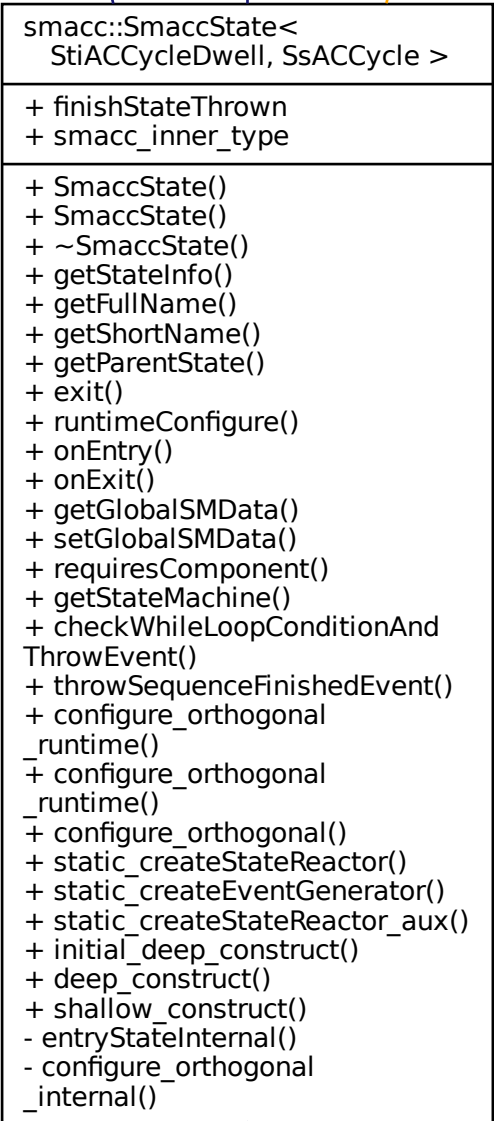 smacc::SmaccState<
StiACCycleDwell, SsACCycle >
+ finishStateThrown
+ smacc_inner_type
+ SmaccState()
+ SmaccState()
+ ~SmaccState()
+ getStateInfo()
+ getFullName()
+ getShortName()
+ getParentState()
+ exit()
+ runtimeConfigure()
+ onEntry()
+ onExit()
+ getGlobalSMData()
+ setGlobalSMData()
+ requiresComponent()
+ getStateMachine()
+ checkWhileLoopConditionAnd
ThrowEvent()
+ throwSequenceFinishedEvent()
+ configure_orthogonal
_runtime()
+ configure_orthogonal
_runtime()
+ configure_orthogonal()
+ static_createStateReactor()
+ static_createEventGenerator()
+ static_createStateReactor_aux()
+ initial_deep_construct()
+ deep_construct()
+ shallow_construct()
- entryStateInternal()
- configure_orthogonal
_internal()